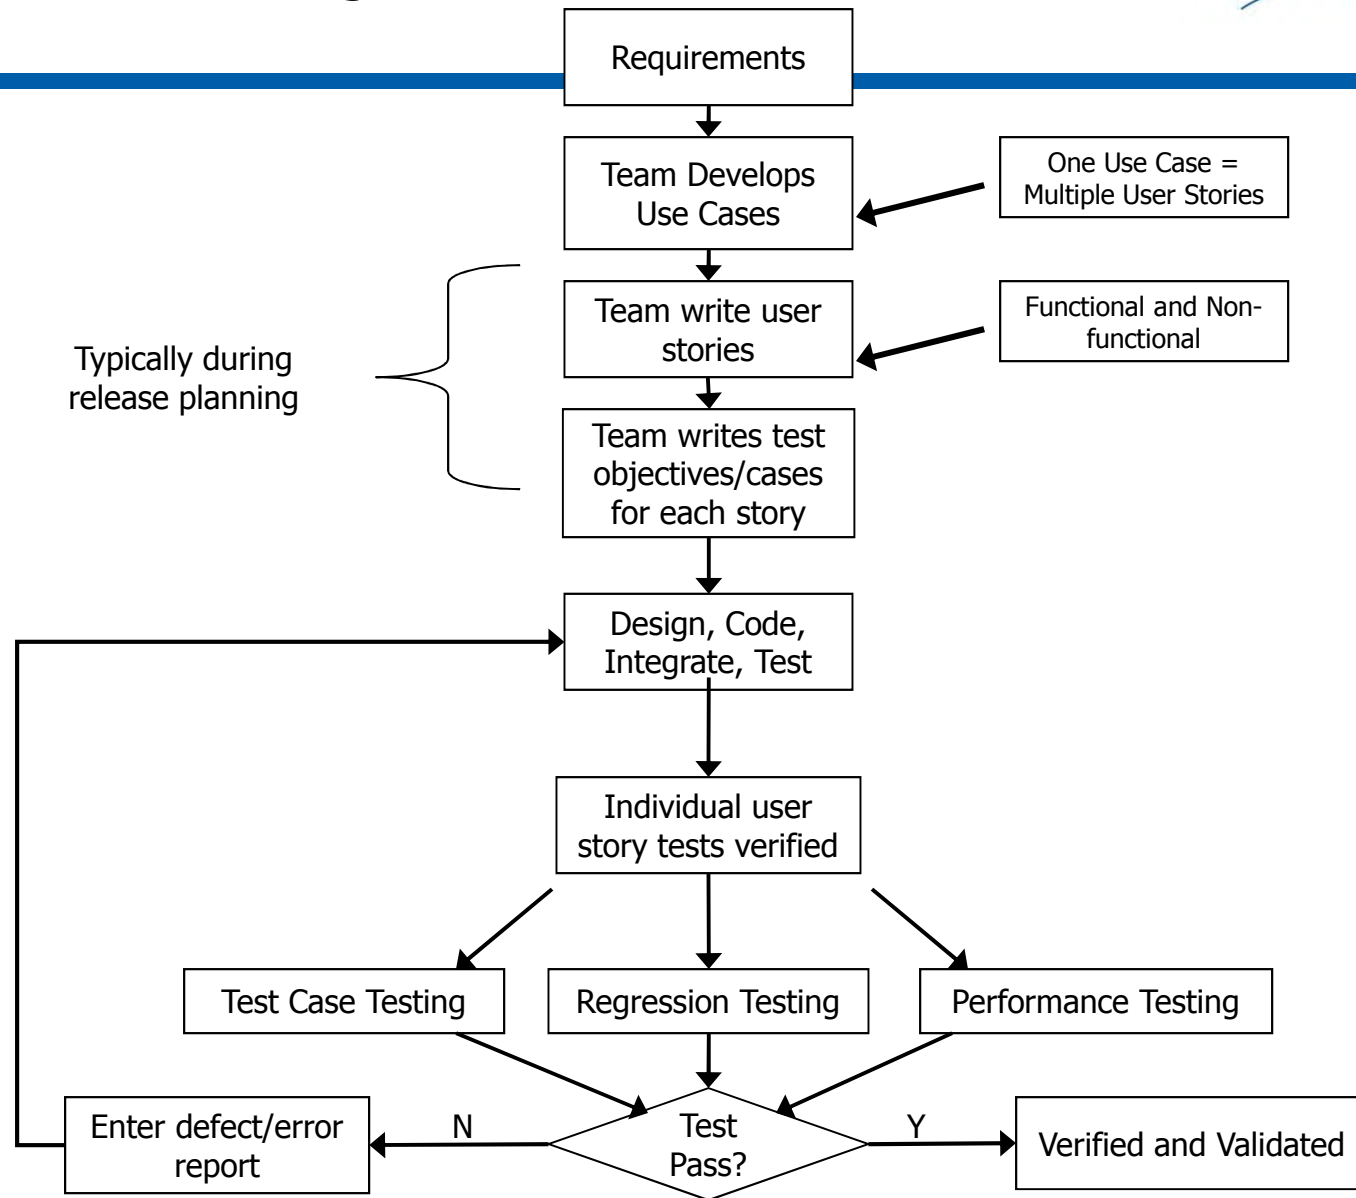 Requirements
Team Develops
Use Cases
One Use Case =
Multiple User Stories
Team write user
stories
Functional and Non-
functional
Typically during
release planning
Team writes test
objectives/cases
for each story
Design, Code,
Integrate, Test
Individual user
story tests verified
Test Case Testing
Regression Testing
Performance Testing
Enter defect/error
report
N
Test
Pass?
Y
Verified and Validated